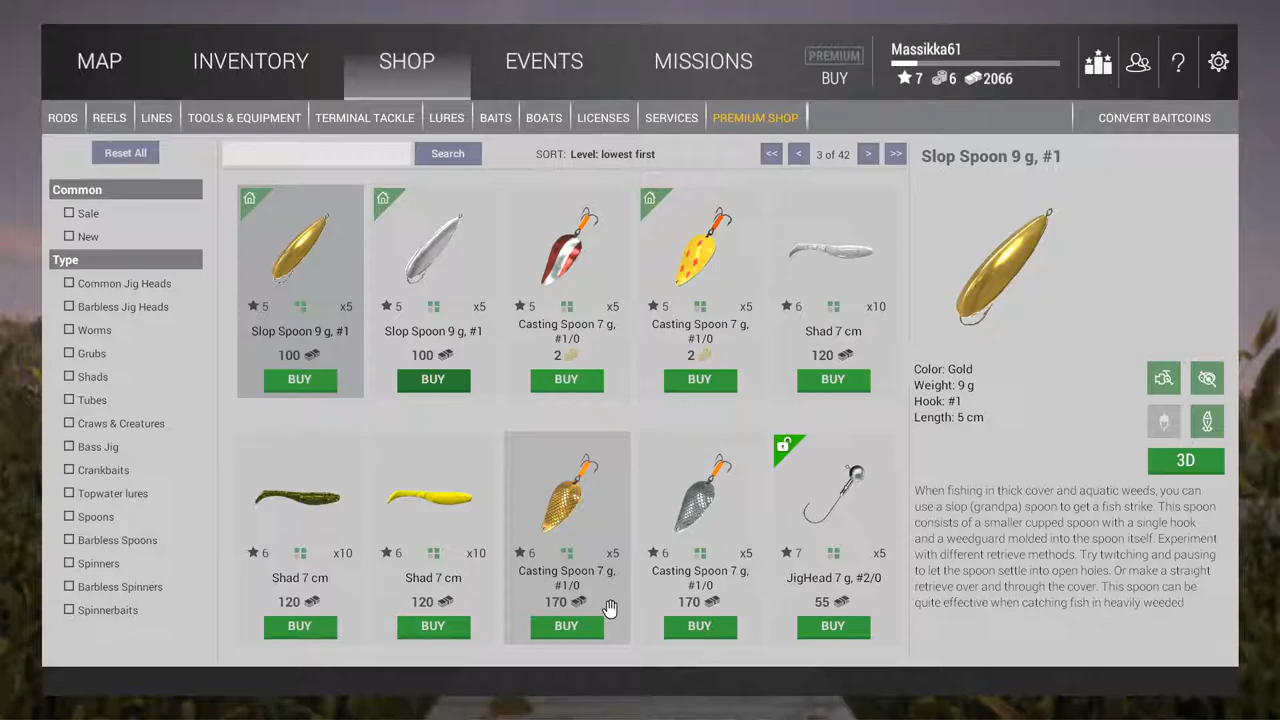 MAP INVENTORY SHOP EVENTS MISSIONS PREMIUM BUY Massikka61
7 6 2066
RODS REELS LINES TOOLS & EQUIPMENT TERMINAL TACKLE LURES BAITS BOATS LICENSES SERVICES PREMIUM SHOP CONVERT BAITCOINS
Reset All
Common
Sale
New
Type
Common Jig Heads
Barbless Jig Heads
Worms
Grubs
Shads
Tubes
Craws & Creatures
Bass Jig
Crankbaits
Topwater lures
Spoons
Barbless Spoons
Spinners
Barbless Spinners
Spinnerbaits
Search SORT: Level: lowest first << < 3 of 42 > >>
5 x5 5 x5 5 x5 5 x5 6 x10
Slop Spoon 9 g, #1 Slop Spoon 9 g, #1 Casting Spoon 7 g, #1/0 Casting Spoon 7 g, #1/0 Shad 7 cm
100 100 2 2 120
BUY BUY BUY BUY BUY
6 x10 6 x10 6 x5 6 x5 7 x5
Shad 7 cm Shad 7 cm Casting Spoon 7 g, #1/0 Casting Spoon 7 g, #1/0 JigHead 7 g, #2/0
120 120 170 170 55
BUY BUY BUY BUY BUY
Slop Spoon 9 g, #1
Color: Gold
Weight: 9 g
Hook: #1
Length: 5 cm
3D
When fishing in thick cover and aquatic weeds, you can
use a slop (grandpa) spoon to get a fish strike. This spoon
consists of a smaller cupped spoon with a single hook
and a weedguard molded into the spoon itself. Experiment
with different retrieve methods. Try twitching and pausing
to let the spoon settle into open holes. Or make a straight
retrieve over and through the cover. This spoon can be
quite effective when catching fish in heavily weeded